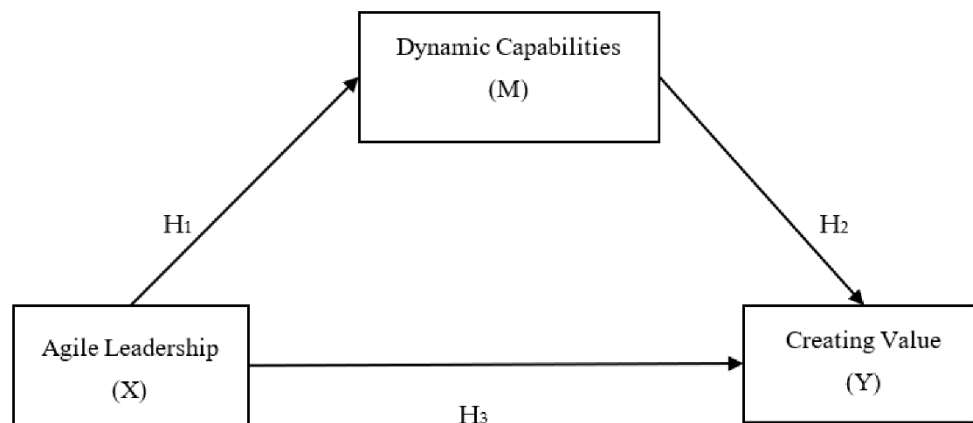 Dynamic Capabilities
(M)
H1
H2
Agile Leadership
(X)
Creating Value
(Y)
H3